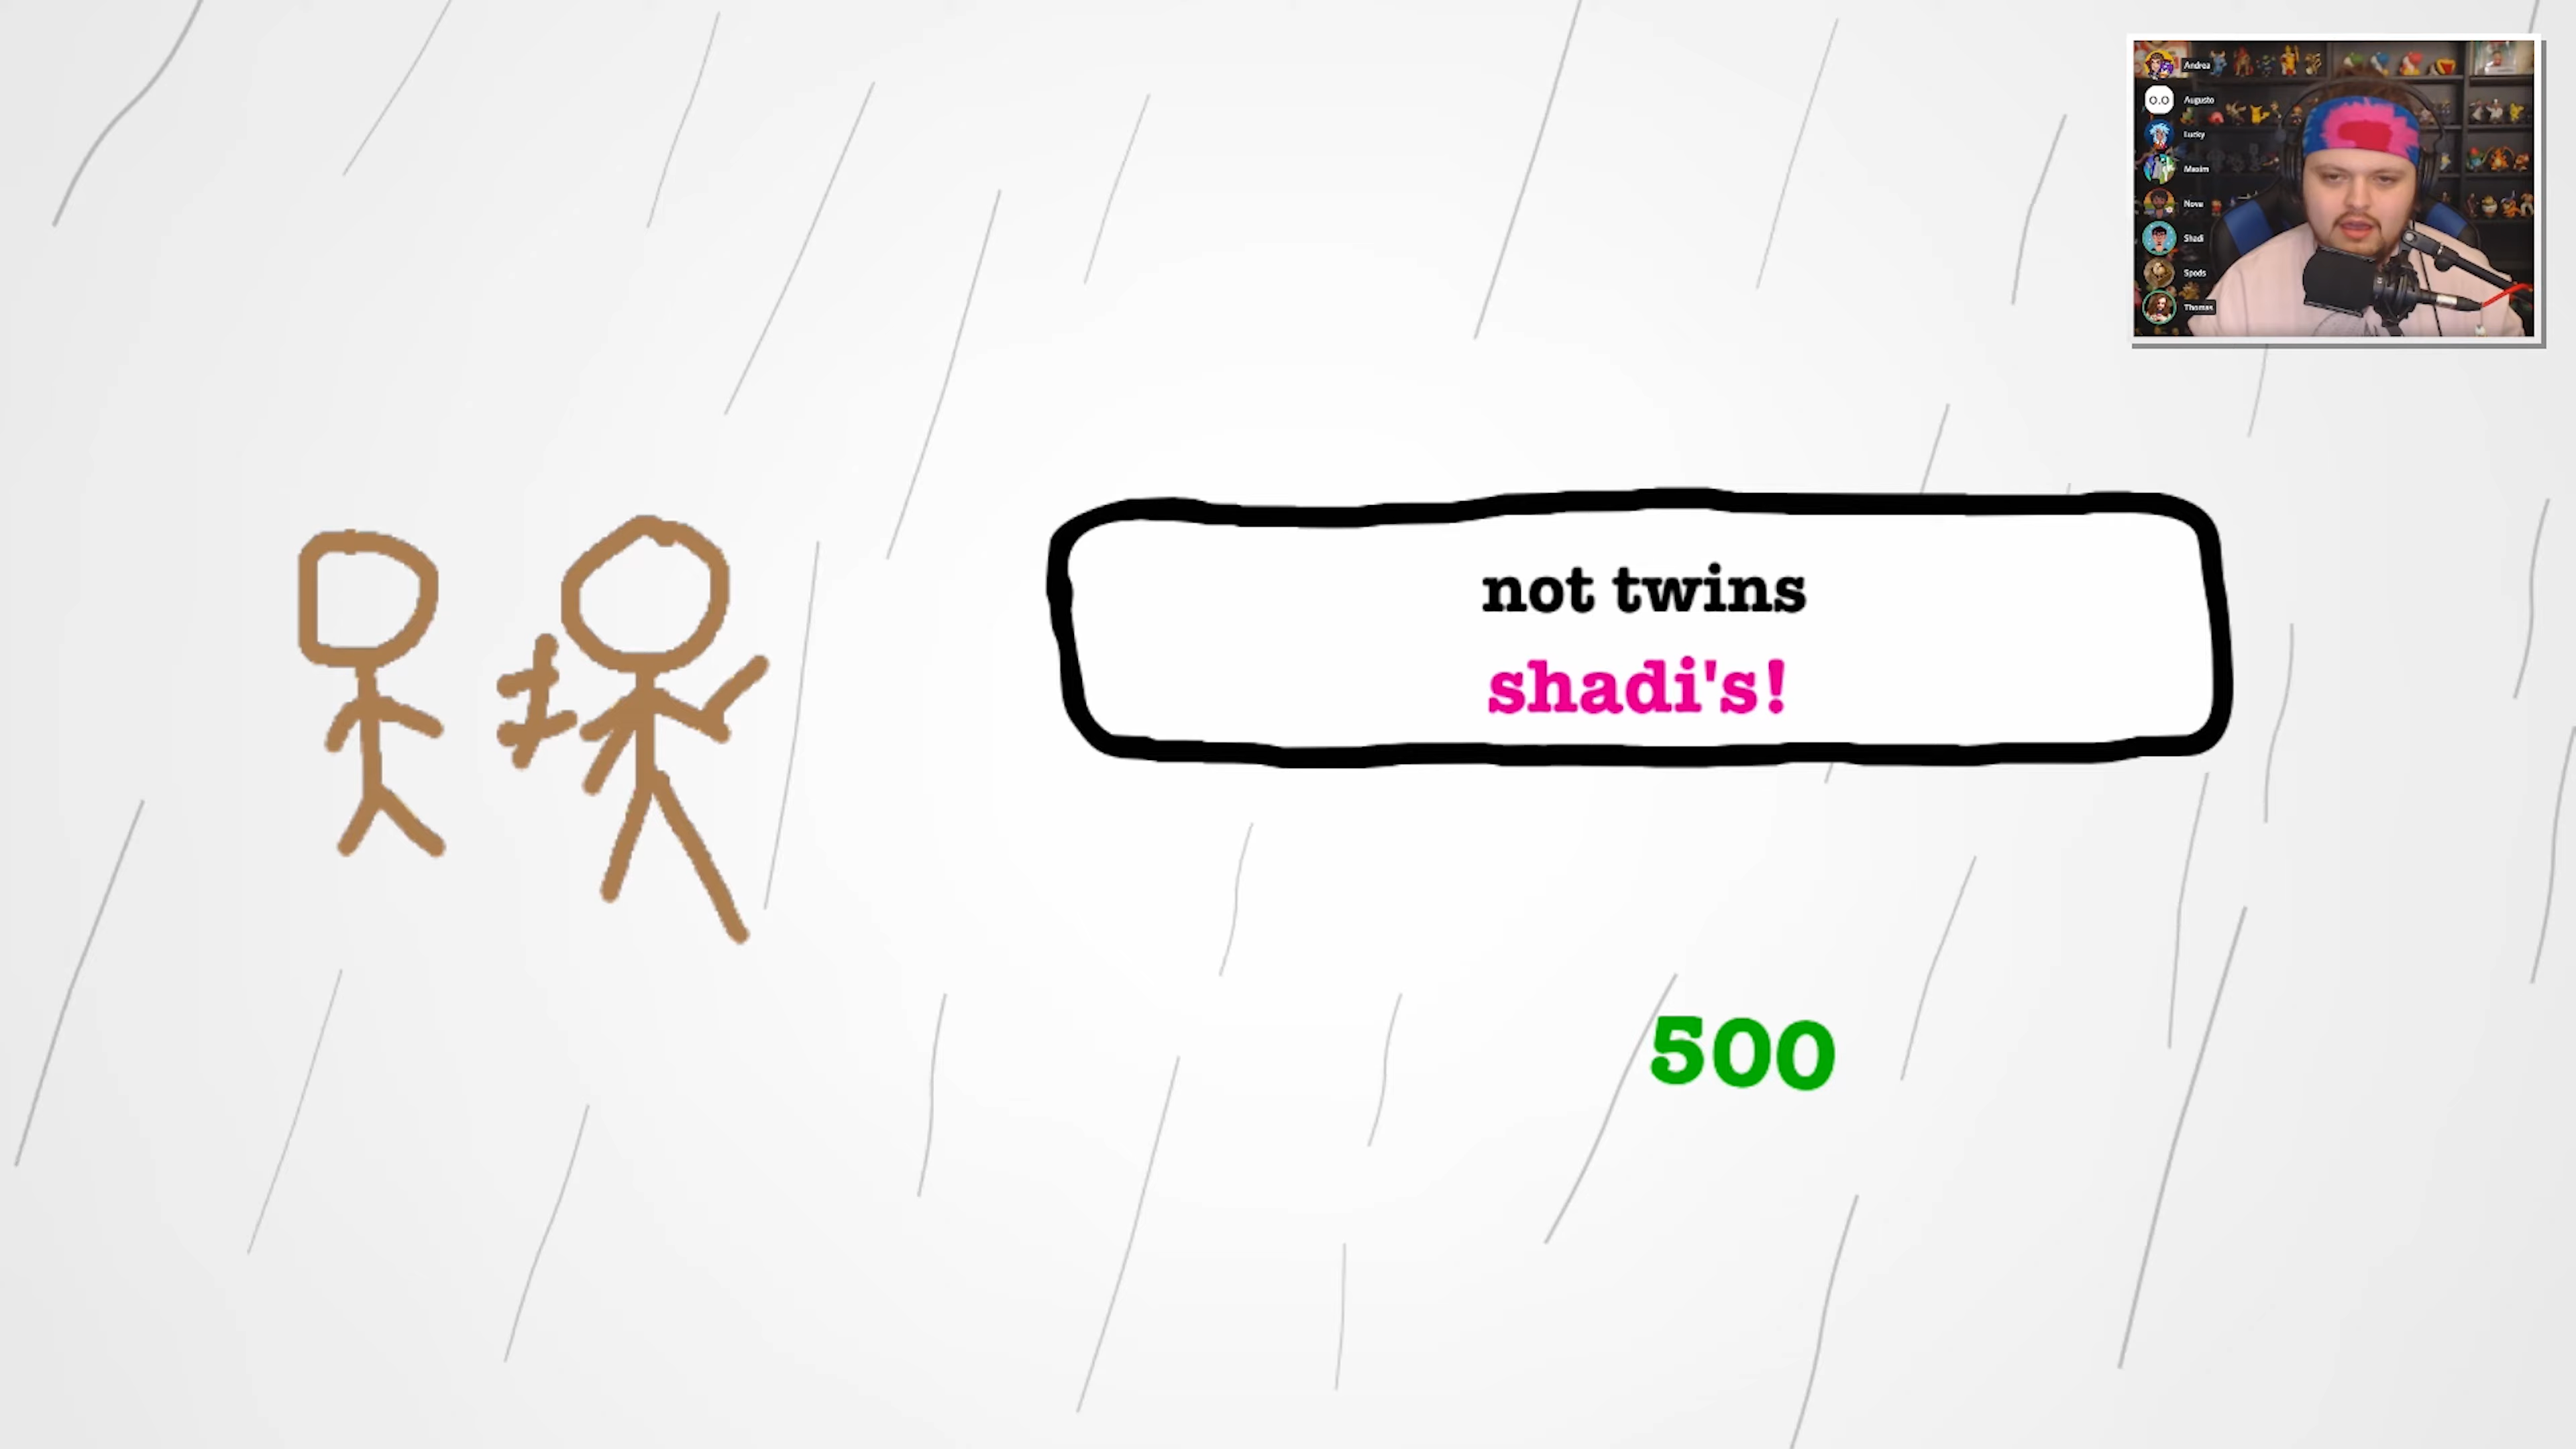 Andrea
Augusto
Lucky
Maxim
Nova
Shadi
Spods
Thomas
not twins
shadi's!
500